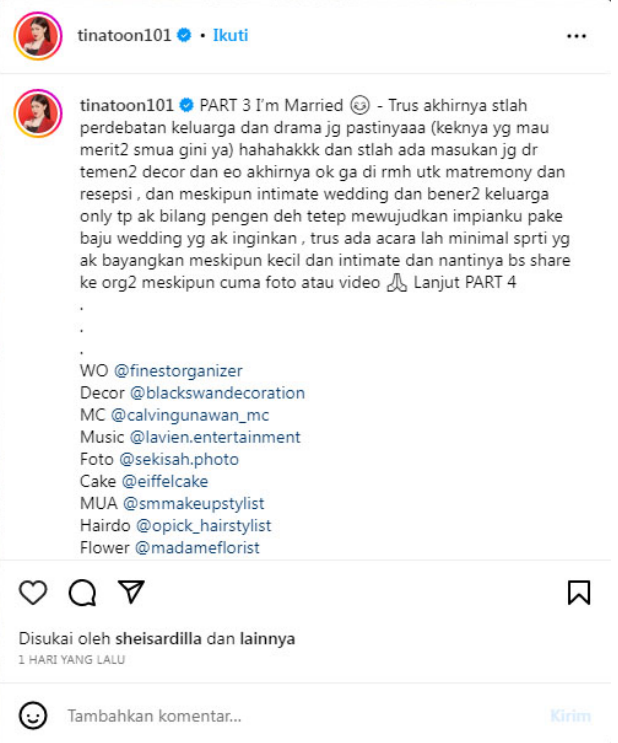 tinatoon101 • Ikuti
tinatoon101 PART 3 I'm Married 😂 - Trus akhirnya stlah
perdebatan keluarga dan drama jg pastinyaaa (keknya yg mau
merit2 smua gini ya) hahahakkk dan stlah ada masukan jg dr
temen2 decor dan eo akhirnya ok ga di rmh utk matremony dan
resepsi , dan meskipun intimate wedding dan bener2 keluarga
only tp ak bilang pengen deh tetep mewujudkan impianku pake
baju wedding yg ak inginkan , trus ada acara lah minimal sprti yg
ak bayangkan meskipun kecil dan intimate dan nantinya bs share
ke org2 meskipun cuma foto atau video 🙏 Lanjut PART 4
.
.
.
WO @finestorganizer
Decor @blackswandecoration
MC @calvingunawan_mc
Music @lavien.entertainment
Foto @sekisah.photo
Cake @eiffelcake
MUA @smmakeupstylist
Hairdo @opick_hairstylist
Flower @madameflorist
Disukai oleh sheisardilla dan lainnya
1 HARI YANG LALU
Tambahkan komentar... Kirim